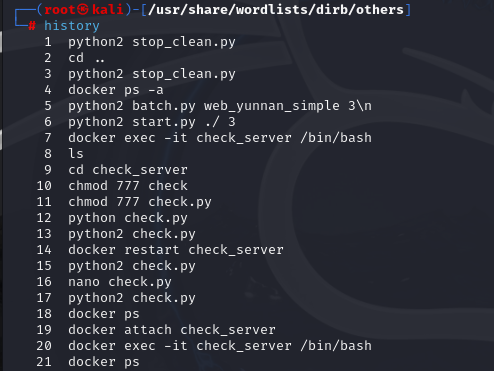 (root㉿kali)-[/usr/share/wordlists/dirb/others]
# history
1 python2 stop_clean.py
2 cd ..
3 python2 stop_clean.py
4 docker ps -a
5 python2 batch.py web_yunnan_simple 3\n
6 python2 start.py ./ 3
7 docker exec -it check_server /bin/bash
8 ls
9 cd check_server
10 chmod 777 check
11 chmod 777 check.py
12 python check.py
13 python2 check.py
14 docker restart check_server
15 python2 check.py
16 nano check.py
17 python2 check.py
18 docker ps
19 docker attach check_server
20 docker exec -it check_server /bin/bash
21 docker ps